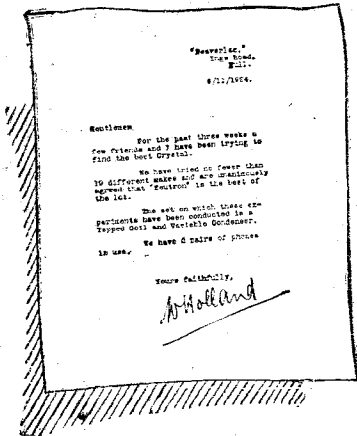 "Beaverlac,"
Road,
Hull.
6/11/1924.
Gentlemen
For the past three weeks a
few friends and I have been trying to
find the best Crystal.
We have tried no fewer than
19 different makes and are unanimously
agreed that "Neutron" is the best of
the lot.
The set on which these ex-
periments have been conducted is a
Tapped Coil and Variable Condenser.
We have 6 pairs of phones
in use.
Yours faithfully,
W Holland